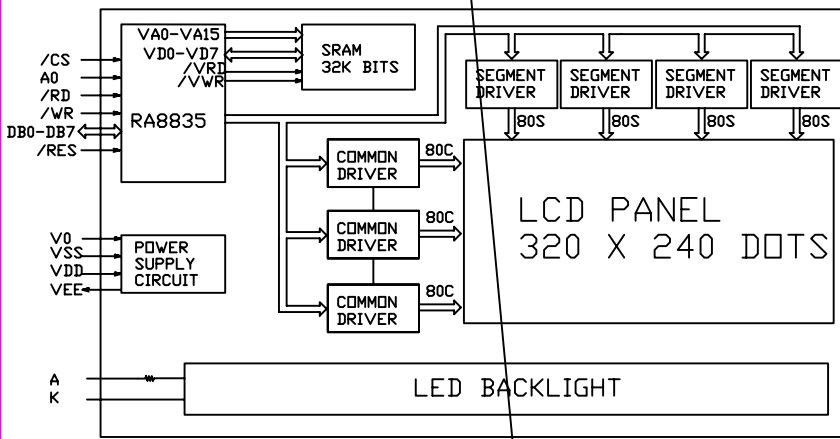 /CS
A0
/RD
/WR
DB0-DB7
/RES
RA8835
VA0-VA15
VD0-VD7
/VRD
/VWR
SRAM
32K BITS
SEGMENT
DRIVER
SEGMENT
DRIVER
SEGMENT
DRIVER
SEGMENT
DRIVER
80S
80S
80S
80S
COMMON
DRIVER
80C
COMMON
DRIVER
80C
COMMON
DRIVER
80C
LCD PANEL
320 X 240 DOTS
V0
VSS
VDD
VEE
POWER
SUPPLY
CIRCUIT
A
K
LED BACKLIGHT